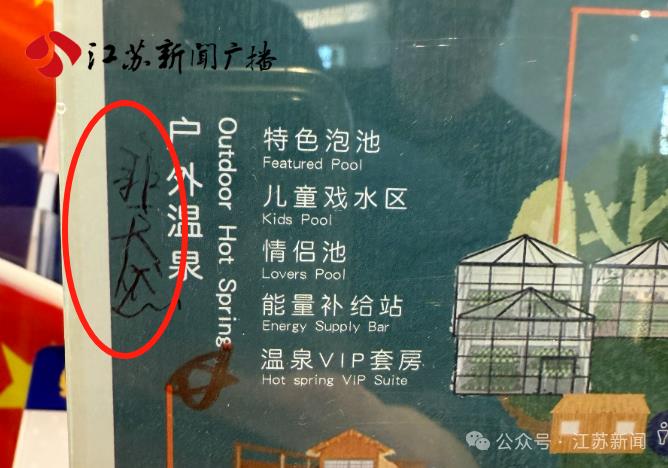 江苏新闻广播
非天然
户外温泉
Outdoor Hot Spring
特色泡池
Featured Pool
儿童戏水区
Kids Pool
情侣池
Lovers Pool
能量补给站
Energy Supply Bar
温泉VIP套房
Hot spring VIP Suite
公众号·江苏新闻